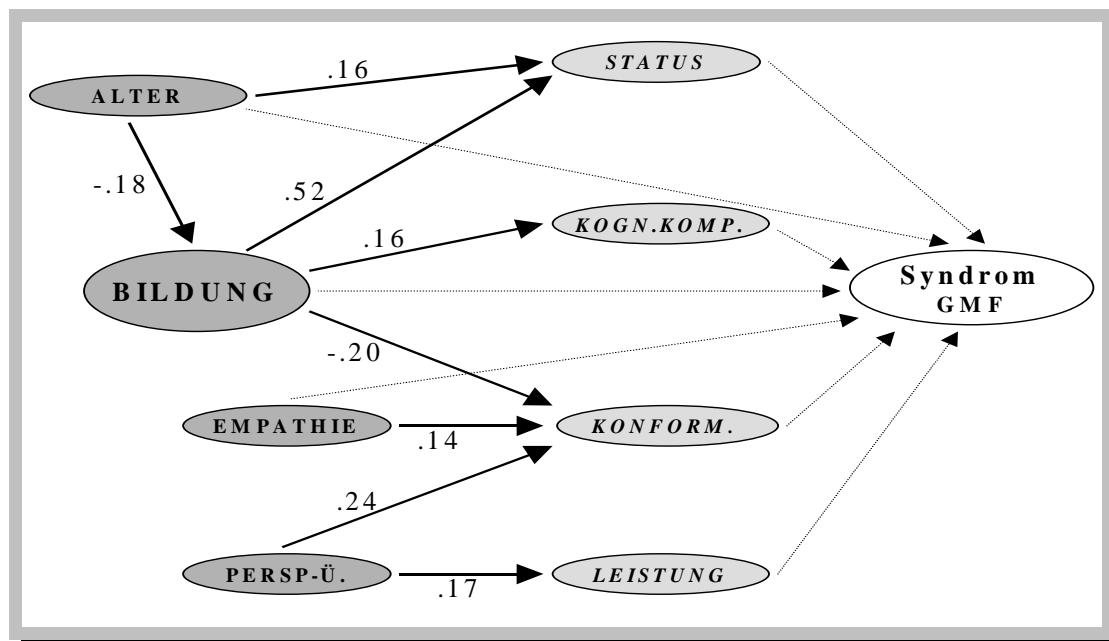 STATUS
.16
ALTER
-.18
.52
KOGN.KOMP.
.16
BILDUNG
Syndrom
GMF
-.20
EMPATHIE
.14
KONFORM.
.24
PERSP-Ü.
.17
LEISTUNG